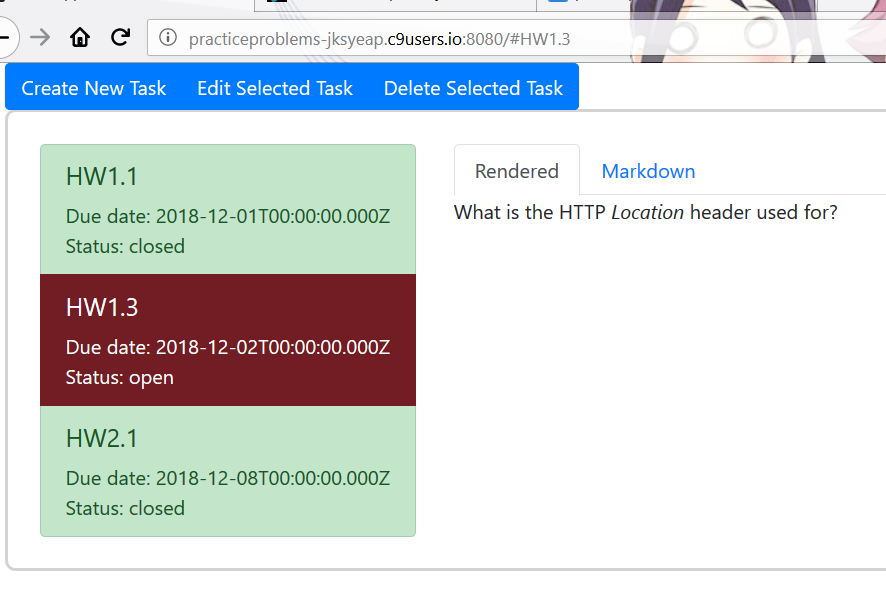 practiceproblems-jksyeap.c9users.io:8080/#HW1.3
Create New Task Edit Selected Task Delete Selected Task
HW1.1
Due date: 2018-12-01T00:00:00.000Z
Status: closed
HW1.3
Due date: 2018-12-02T00:00:00.000Z
Status: open
HW2.1
Due date: 2018-12-08T00:00:00.000Z
Status: closed
Rendered Markdown
What is the HTTP Location header used for?